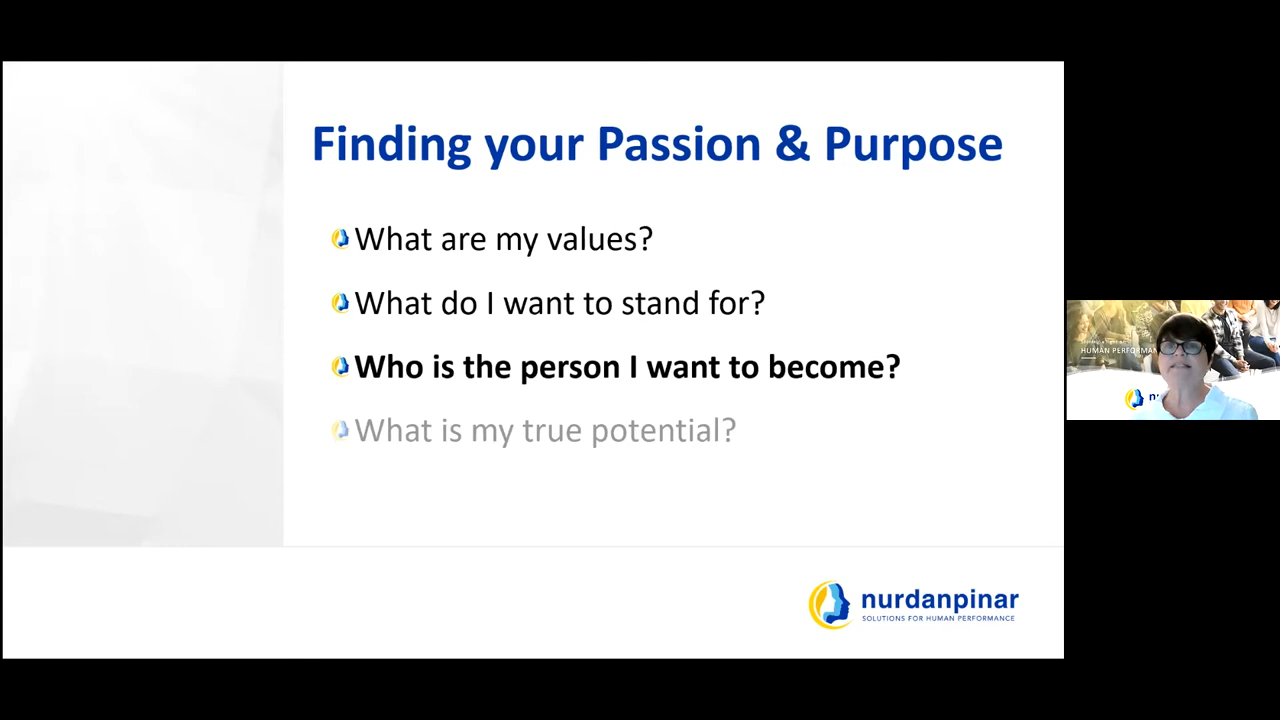 Finding your Passion & Purpose
What are my values?
What do I want to stand for?
Who is the person I want to become?
What is my true potential?
HUMAN PERFORMAN
nurdanpinar
SOLUTIONS FOR HUMAN PERFORMANCE